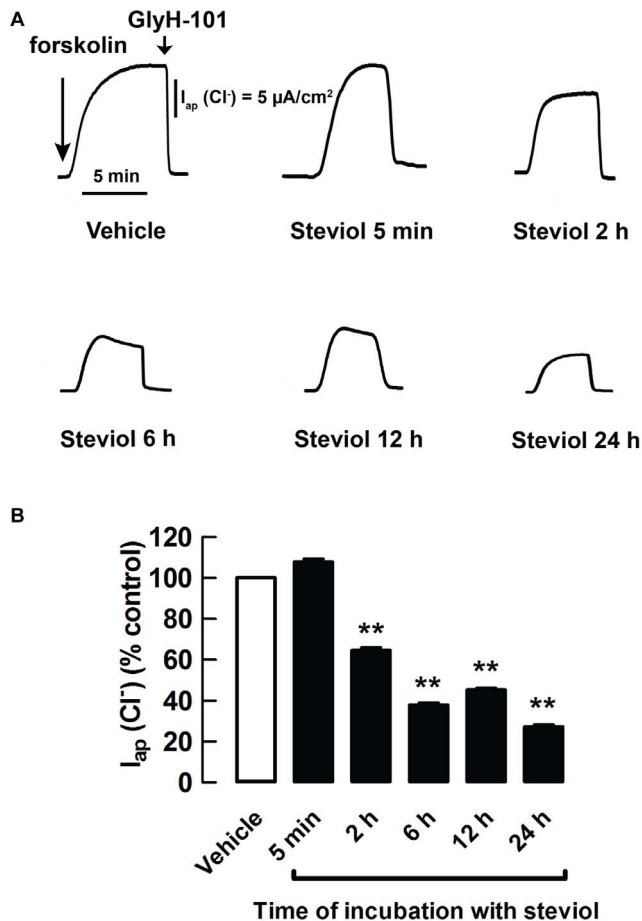 A
GlyH-101
forskolin
I_ap (Cl⁻) = 5 µA/cm²
5 min
Vehicle
Steviol 5 min
Steviol 2 h
Steviol 6 h
Steviol 12 h
Steviol 24 h
B
I_ap (Cl⁻) (% control)
120
100
80
60
40
20
0
**
**
**
**
Vehicle
5 min
2 h
6 h
12 h
24 h
Time of incubation with steviol